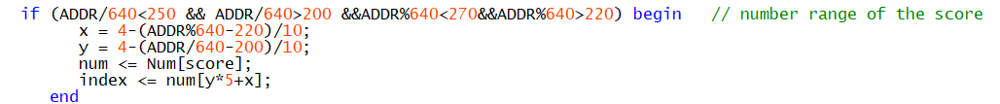 if (ADDR/640<250 && ADDR/640>200 &&ADDR%640<270&&ADDR%640>220) begin   // number range of the score
x = 4-(ADDR%640-220)/10;
y = 4-(ADDR/640-200)/10;
num <= Num[score];
index <= num[y*5+x];
end